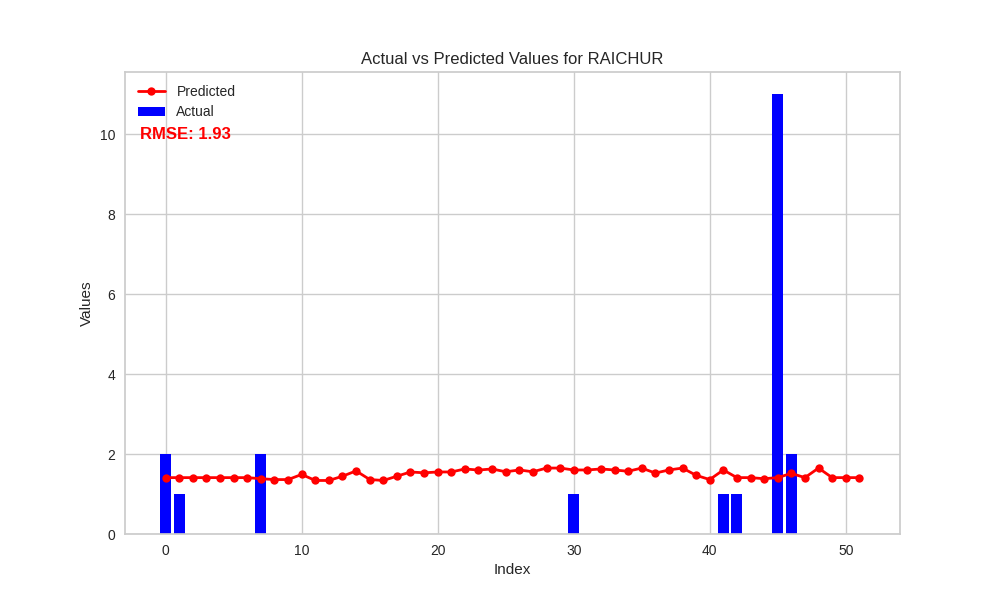 Actual vs Predicted Values for RAICHUR
Predicted
Actual
RMSE: 1.93
Values
10
8
6
4
2
0
0 10 20 30 40 50
Index